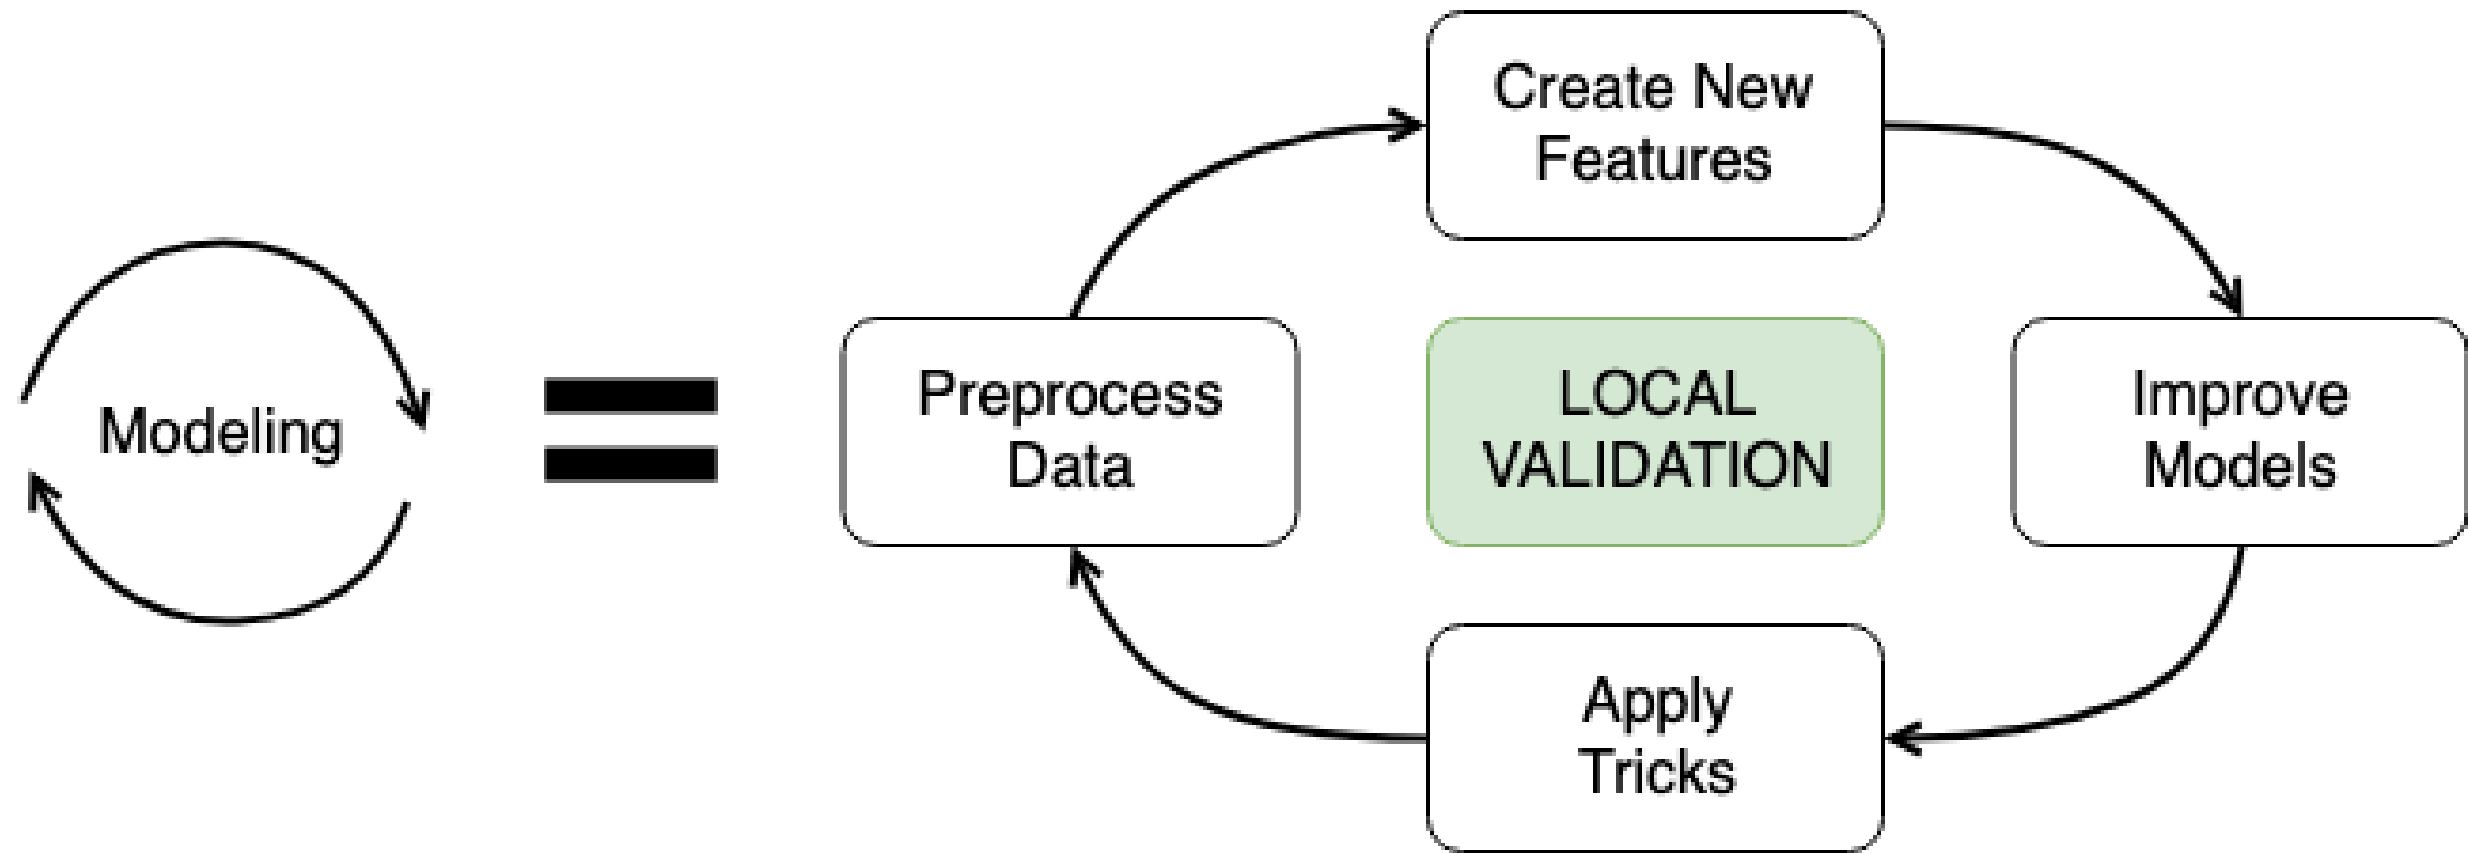 Modeling
Create New
Features
Preprocess
Data
LOCAL
VALIDATION
Improve
Models
Apply
Tricks